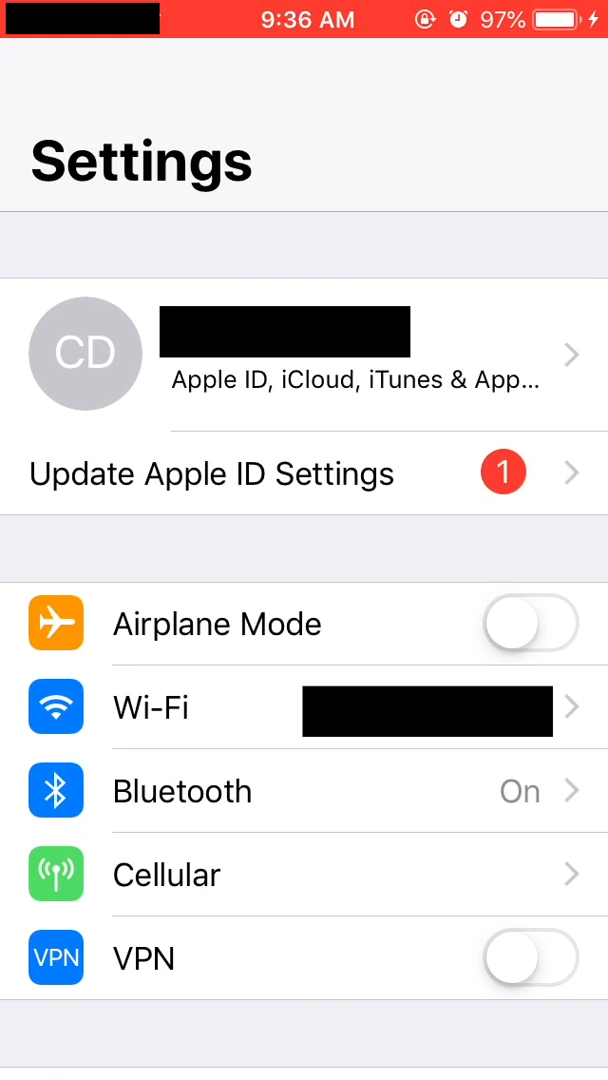 9:36 AM 97%
Settings
CD
Apple ID, iCloud, iTunes & App...
Update Apple ID Settings 1
Airplane Mode
Wi-Fi
Bluetooth On
Cellular
VPN VPN